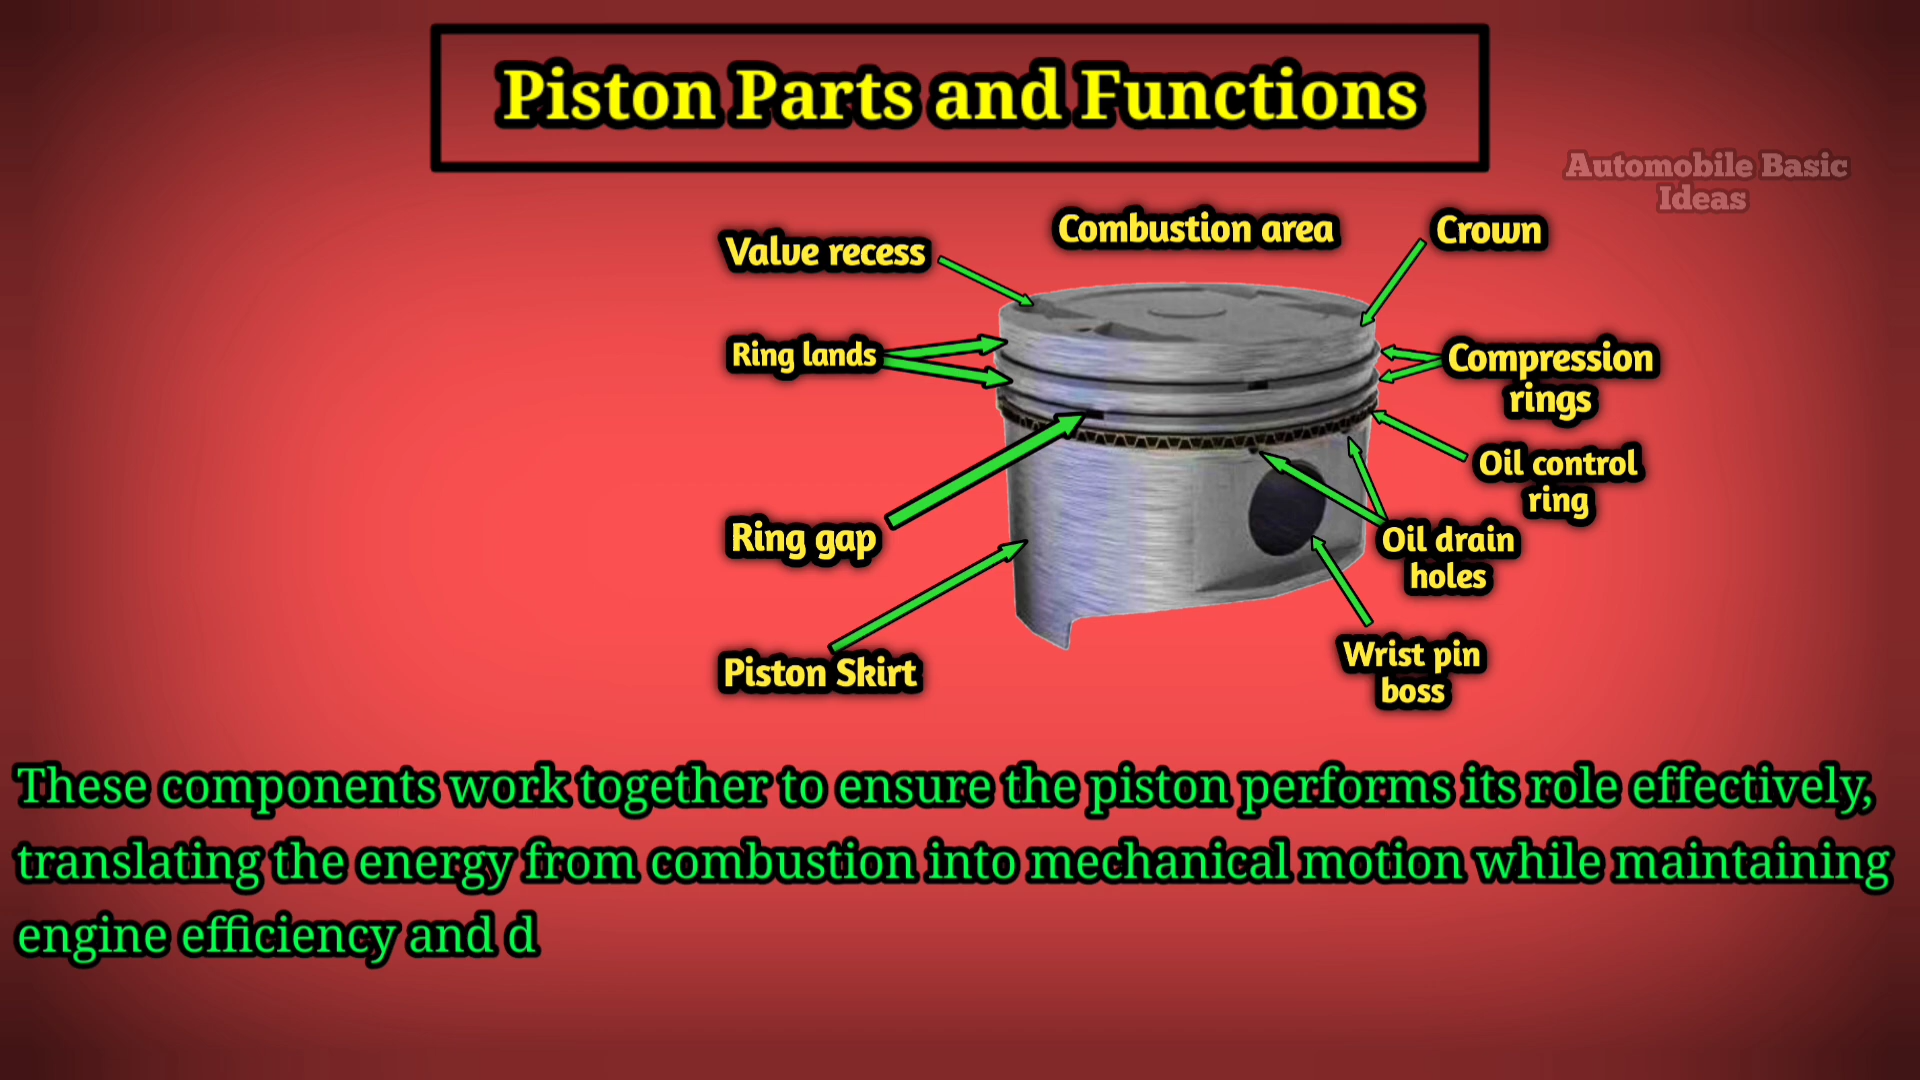 Piston Parts and Functions
Automobile Basic
Ideas
Valve recess
Combustion area
Crown
Ring lands
Compression
rings
Oil control
ring
Ring gap
Oil drain
holes
Piston Skirt
Wrist pin
boss
These components work together to ensure the piston performs its role effectively,
translating the energy from combustion into mechanical motion while maintaining
engine efficiency and d